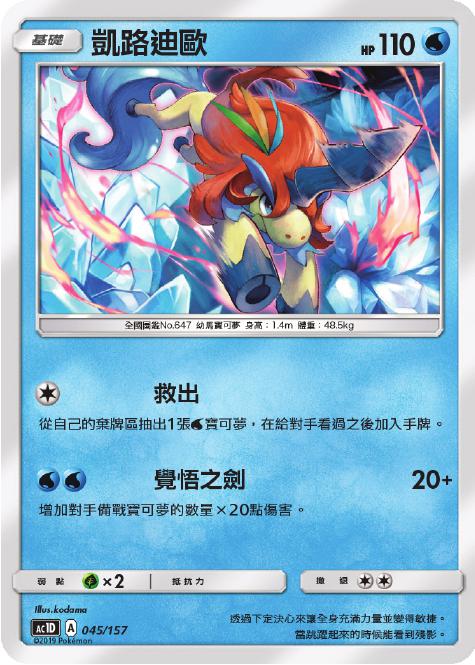 基礎 凱路迪歐 HP 110
全國圖鑑No.647 幼馬寶可夢 身高：1.4m 體重：48.5kg
救出
從自己的棄牌區抽出1張寶可夢，在給對手看過之後加入手牌。
覺悟之劍 20+
增加對手備戰寶可夢的數量×20點傷害。
弱點 ×2 抵抗力 撤退
Illus.kodama
AC1D A 045/157
©2019 Pokémon
透過下定決心來讓全身充滿力量並變得敏捷。
當跳躍起來的時候能看到殘影。